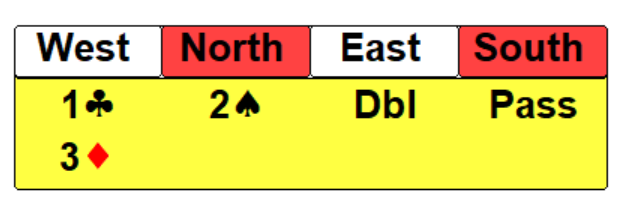 West North East South
1♣ 2♠ Dbl Pass
3♦